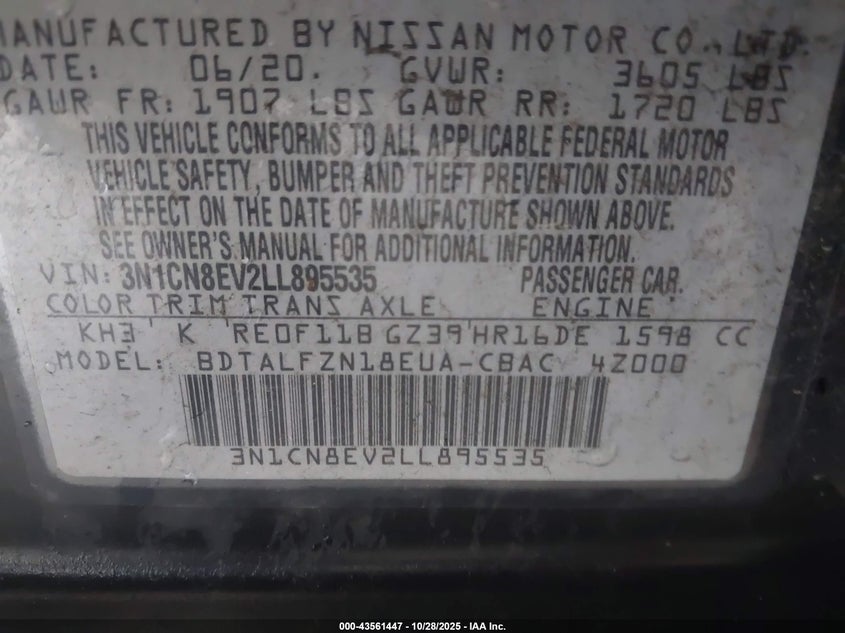 MANUFACTURED BY NISSAN MOTOR CO., LTD.
DATE: 06/20. GVWR: 3605 LBS
GAWR FR: 1907 LBS GAWR RR: 1720 LBS
THIS VEHICLE CONFORMS TO ALL APPLICABLE FEDERAL MOTOR
VEHICLE SAFETY, BUMPER AND THEFT PREVENTION STANDARDS
IN EFFECT ON THE DATE OF MANUFACTURE SHOWN ABOVE.
SEE OWNER'S MANUAL FOR ADDITIONAL INFORMATION.
VIN: 3N1CN8EV2LL895535 PASSENGER CAR.
COLOR TRIM TRANS AXLE ENGINE
KH3 K RE0F11B GZ39 HR16DE 1598 CC
MODEL: BDTALFZN18EUA-CBAC 4Z000
3N1CN8EV2LL895535
000-43561447 | 10/28/2025 - IAA Inc.